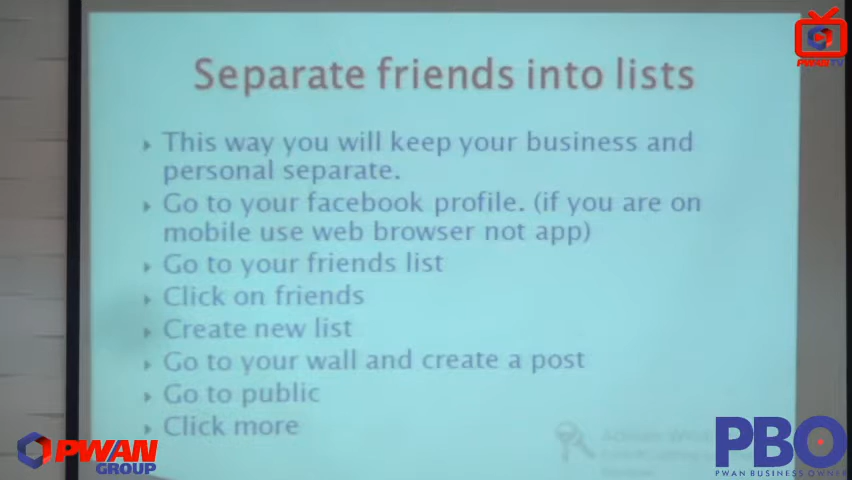 PWAN TV
Separate friends into lists
This way you will keep your business and
personal separate.
Go to your facebook profile. (if you are on
mobile use web browser not app)
Go to your friends list
Click on friends
Create new list
Go to your wall and create a post
Go to public
Click more
PWAN
GROUP
PBO
PWAN BUSINESS OWNER